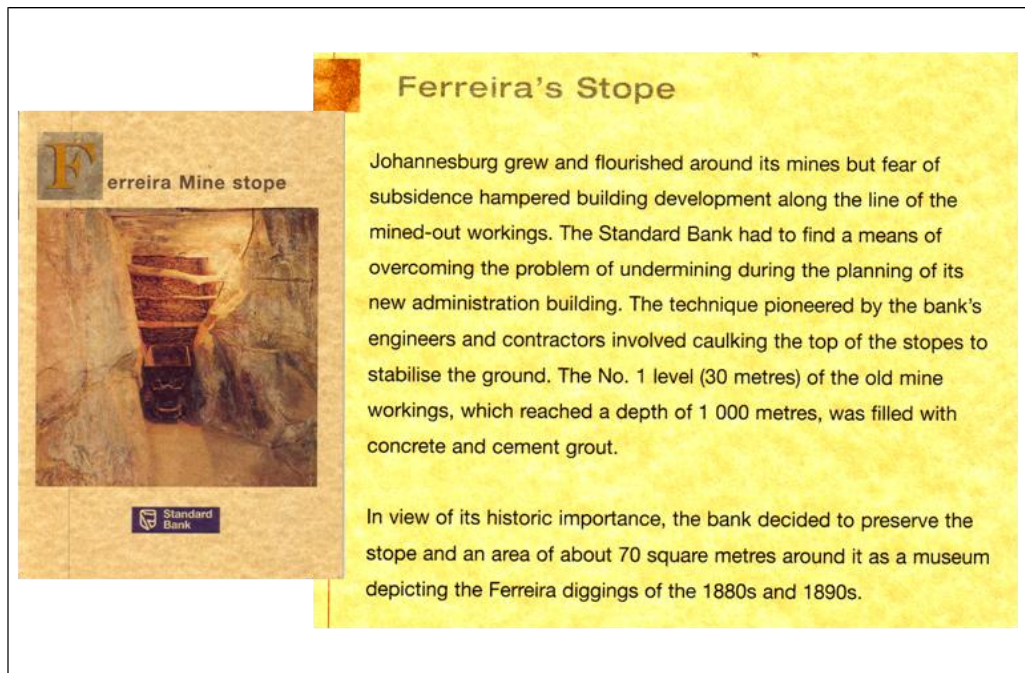 Ferreira Mine stope
Standard
Bank
Ferreira's Stope
Johannesburg grew and flourished around its mines but fear of
subsidence hampered building development along the line of the
mined-out workings. The Standard Bank had to find a means of
overcoming the problem of undermining during the planning of its
new administration building. The technique pioneered by the bank's
engineers and contractors involved caulking the top of the stopes to
stabilise the ground. The No. 1 level (30 metres) of the old mine
workings, which reached a depth of 1 000 metres, was filled with
concrete and cement grout.
In view of its historic importance, the bank decided to preserve the
stope and an area of about 70 square metres around it as a museum
depicting the Ferreira diggings of the 1880s and 1890s.